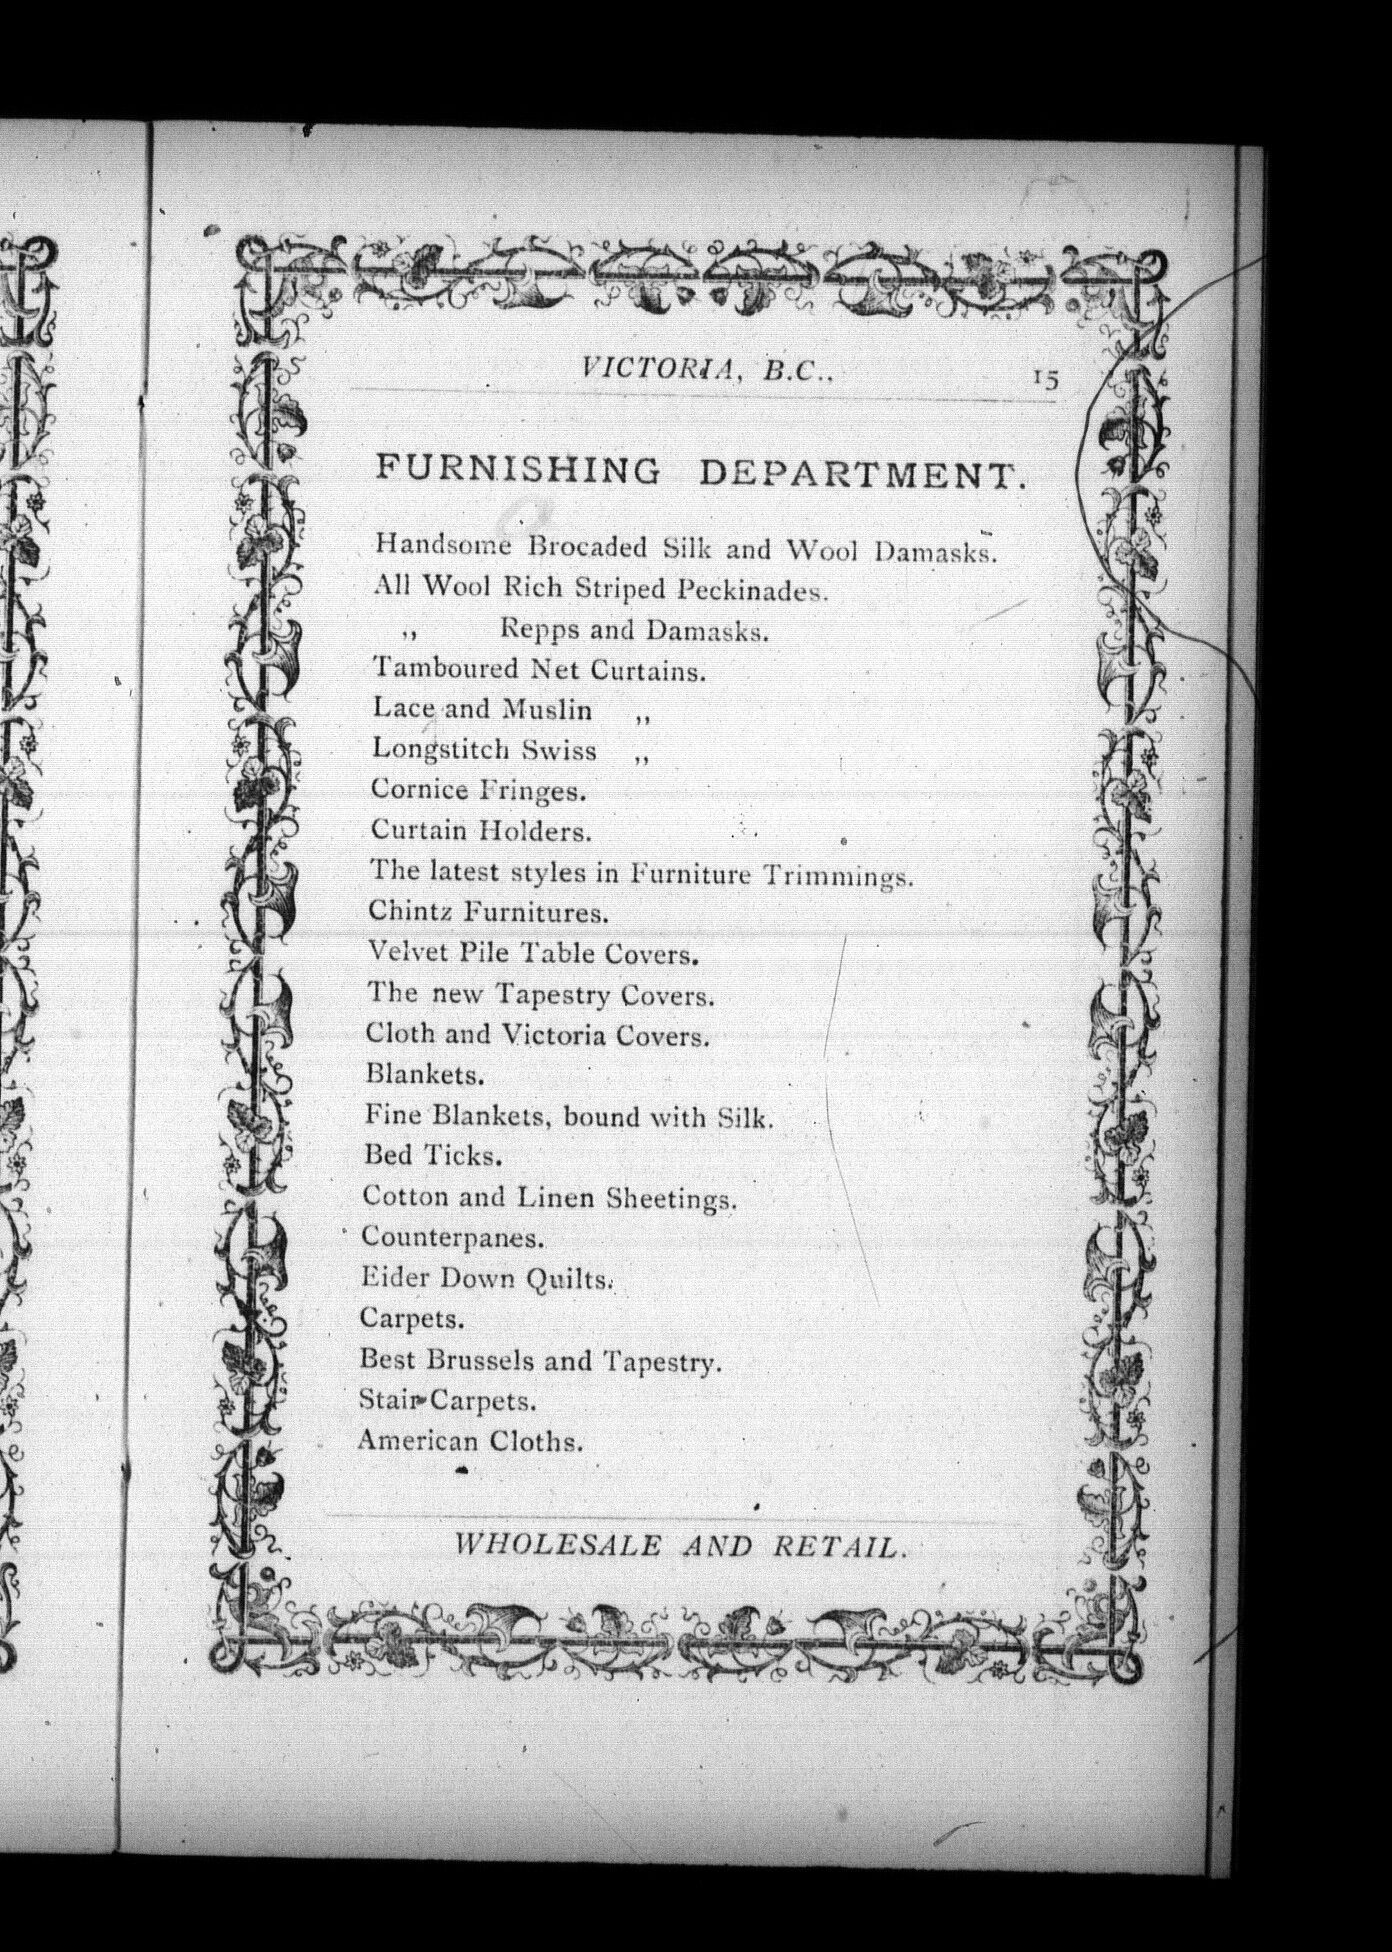 VICTORIA, B.C.,
15
FURNISHING DEPARTMENT.
Handsome Brocaded Silk and Wool Damasks.
All Wool Rich Striped Peckinades.
,, Repps and Damasks.
Tamboured Net Curtains.
Lace and Muslin ,,
Longstitch Swiss ,,
Cornice Fringes.
Curtain Holders.
The latest styles in Furniture Trimmings.
Chintz Furnitures.
Velvet Pile Table Covers.
The new Tapestry Covers.
Cloth and Victoria Covers.
Blankets.
Fine Blankets, bound with Silk.
Bed Ticks.
Cotton and Linen Sheetings.
Counterpanes.
Eider Down Quilts.
Carpets.
Best Brussels and Tapestry.
Stair-Carpets.
American Cloths.
WHOLESALE AND RETAIL.